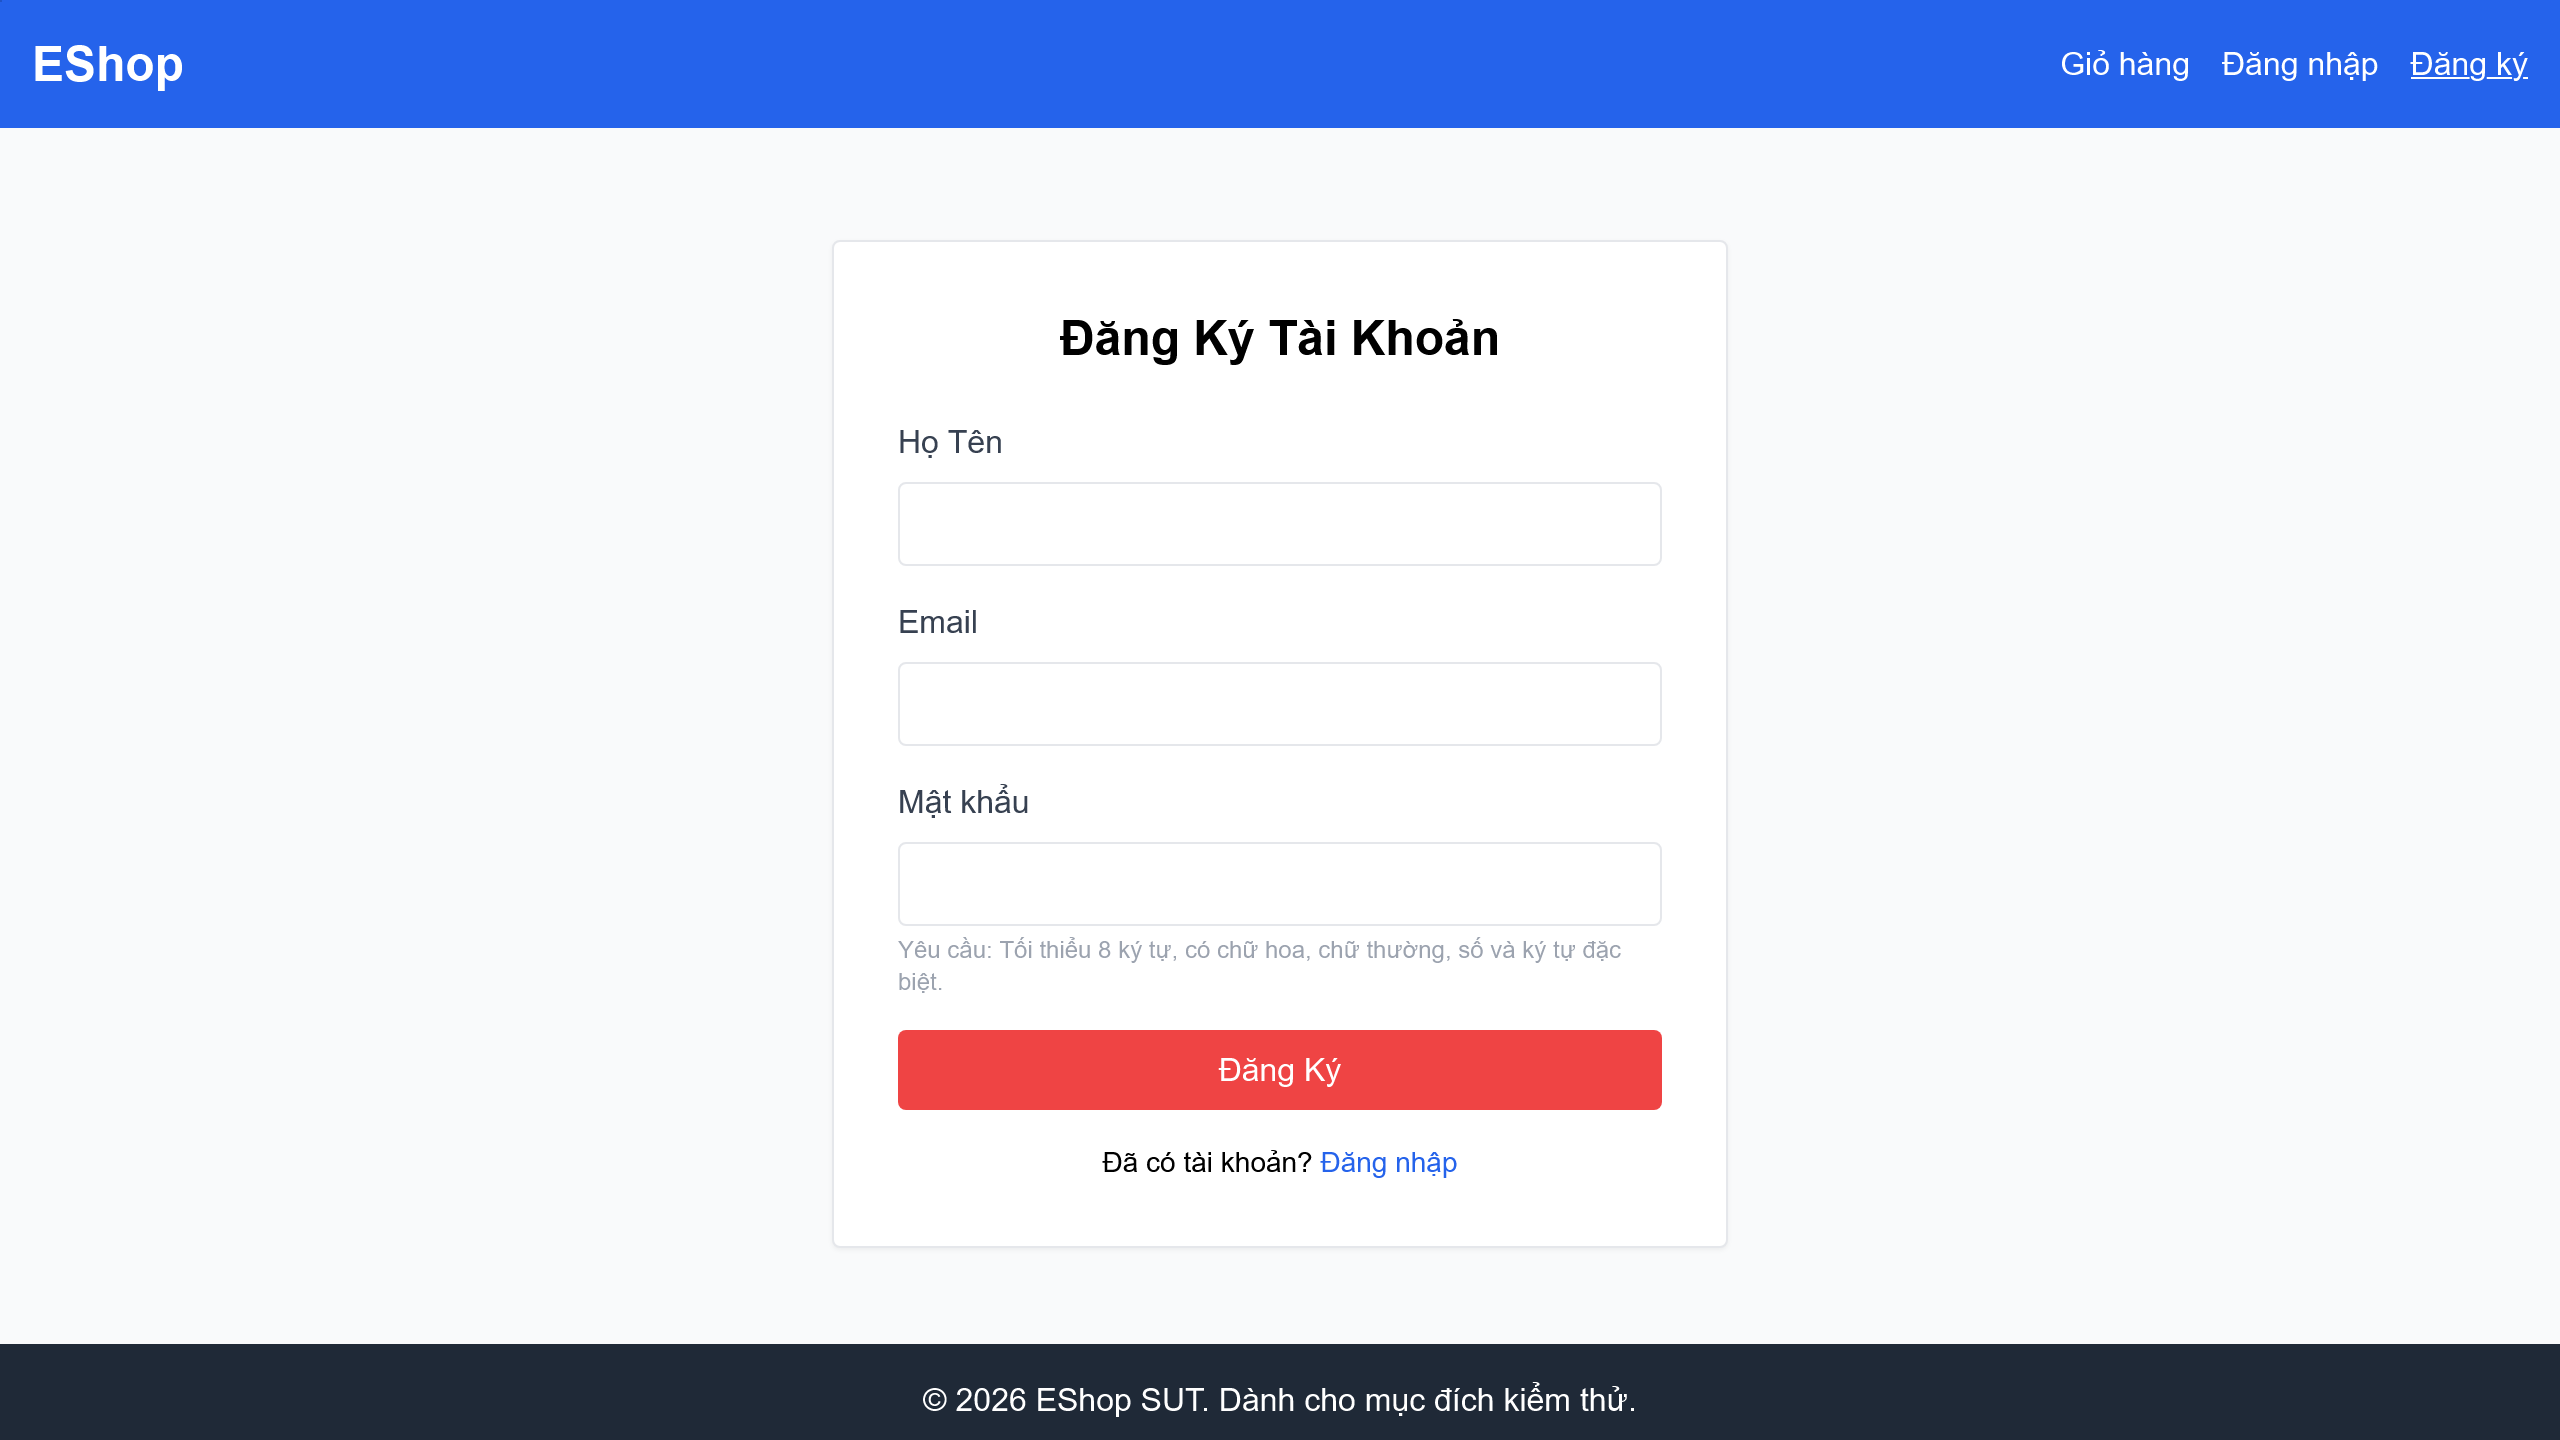 EShop
Giỏ hàng
Đăng nhập
Đăng ký
Đăng Ký Tài Khoản
Họ Tên
Email
Mật khẩu
Yêu cầu: Tối thiểu 8 ký tự, có chữ hoa, chữ thường, số và ký tự đặc
biệt.
Đăng Ký
Đã có tài khoản? Đăng nhập
© 2026 EShop SUT. Dành cho mục đích kiểm thử.